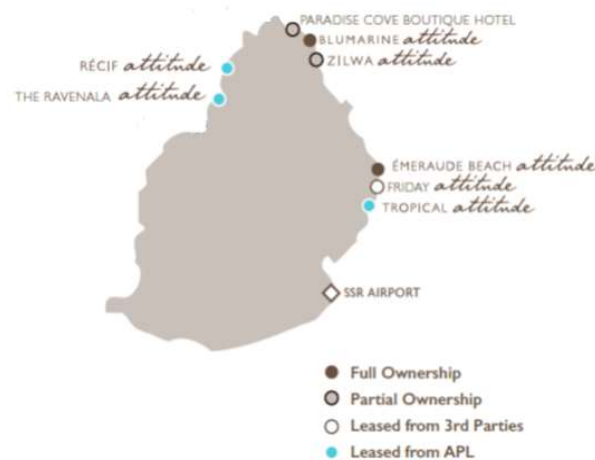 PARADISE COVE BOUTIQUE HOTEL
BLUMARINE attitude
ZILWA attitude
RÉCIF attitude
THE RAVENALA attitude
ÉMERAUDE BEACH attitude
FRIDAY attitude
TROPICAL attitude
SSR AIRPORT
Full Ownership
Partial Ownership
Leased from 3rd Parties
Leased from APL